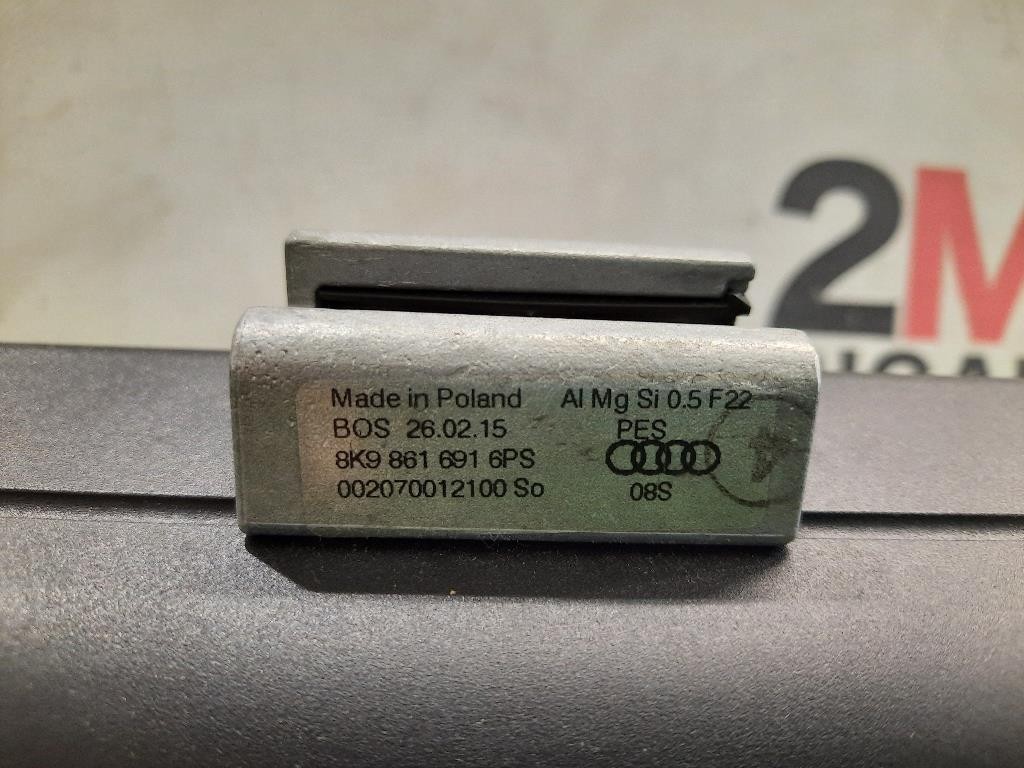 2M
Made in Poland Al Mg Si 0.5 F22
BOS 26.02.15 PES
8K9 861 691 6PS
002070012100 So 08S